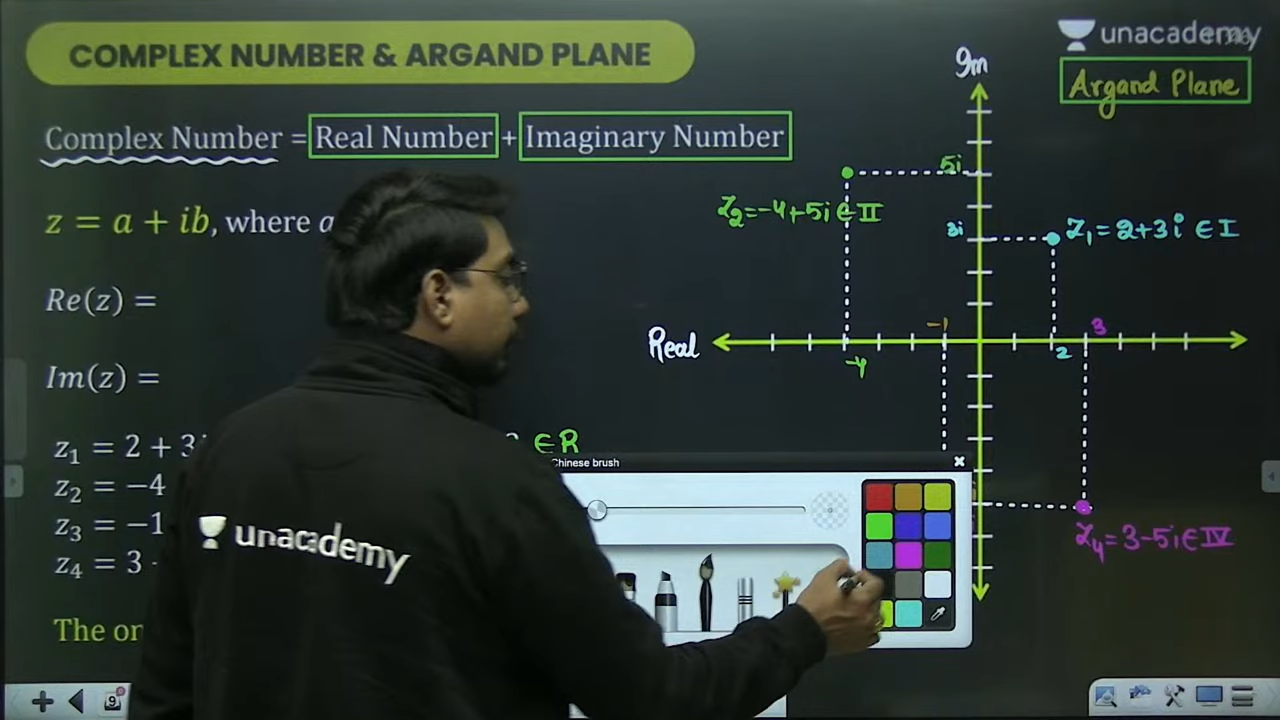 COMPLEX NUMBER & ARGAND PLANE
unacademy
Argand Plane
Im
Complex Number = Real Number + Imaginary Number
5i
z = a + ib, where a
Z₂=-4+5i∈II
3i
Z₁=2+3i ∈I
Re(z) =
-1
3
Real
-4
2
Im(z) =
z₁ = 2 + 3
∈R
Chinese brush
z₂ = −4
z₃ = −1
z₄ = 3
Z₄=3-5i∈IV
unacademy
The